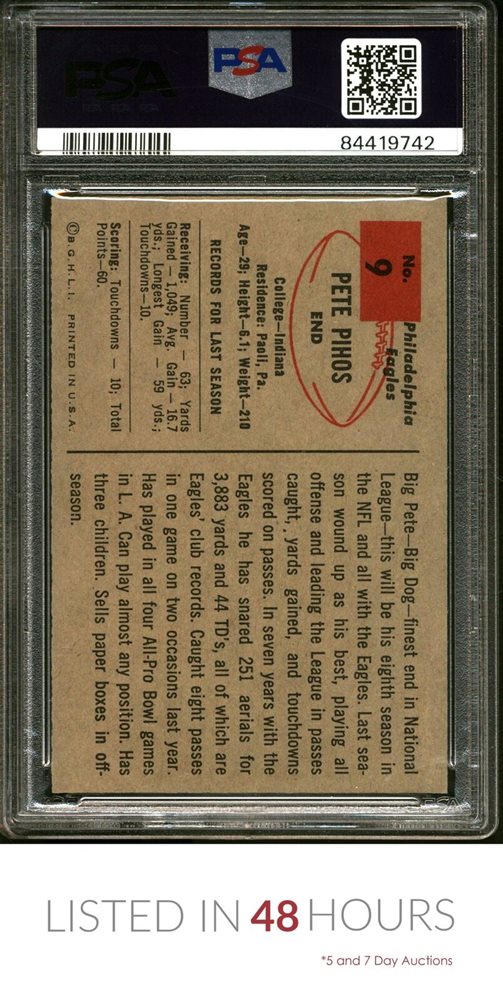 PSA
PSA
84419742
No.
9
Philadelphia
Eagles
PETE PIHOS
END
College—Indiana
Residence: Paoli, Pa.
Age—29; Height—6.1; Weight—210
RECORDS FOR LAST SEASON
Receiving: Number — 63; Yards
Gained — 1,049; Avg. Gain — 16.7
yds.; Longest Gain — 59 yds.;
Touchdowns—10.
Scoring: Touchdowns — 10; Total
Points—60.
©B.G.H.L.I. PRINTED IN U.S.A.
Big Pete—Big Dog—finest end in National
League—this will be his eighth season in
the NFL and all with the Eagles. Last sea-
son wound up as his best, playing all
offense and leading the League in passes
caught, yards gained, and touchdowns
scored on passes. In seven years with the
Eagles he has snared 251 aerials for
3,883 yards and 44 TD's, all of which are
Eagles' club records. Caught eight passes
in one game on two occasions last year.
Has played in all four All-Pro Bowl games
in L. A. Can play almost any position. Has
three children. Sells paper boxes in off-
season.
LISTED IN 48 HOURS
*5 and 7 Day Auctions